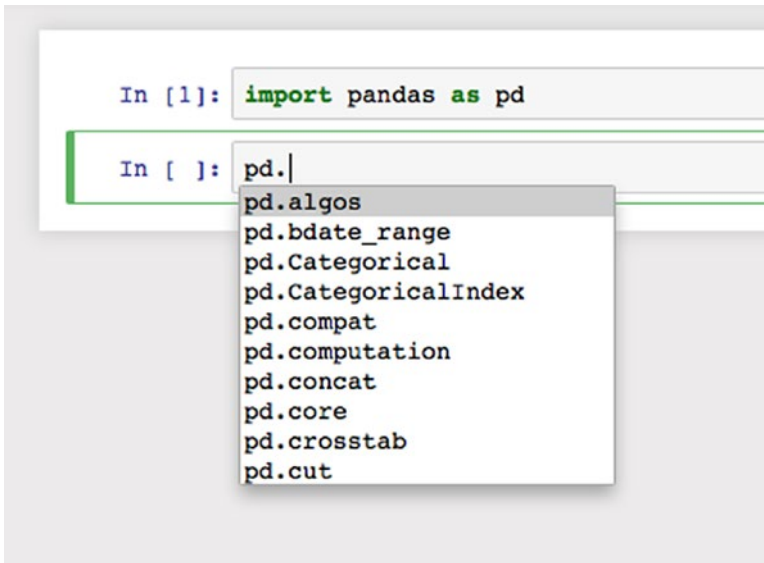 In [1]: import pandas as pd
In [ ]: pd.
pd.algos
pd.bdate_range
pd.Categorical
pd.CategoricalIndex
pd.compat
pd.computation
pd.concat
pd.core
pd.crosstab
pd.cut